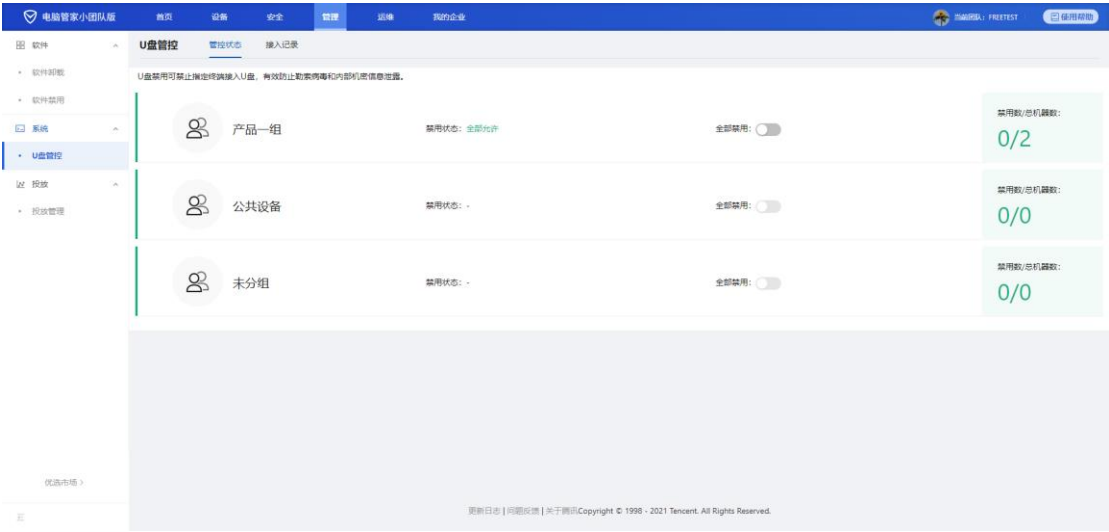 电脑管家小团队版 首页 设备 安全 管理 运维 我的企业 当前团队: FREETEST 使用帮助
软件
软件卸载
软件禁用
系统
U盘管控
投放
投放管理
优选市场 >
U盘管控 管控状态 接入记录
U盘禁用可禁止指定终端接入U盘，有效防止勒索病毒和内部机密信息泄露。
产品一组 禁用状态: 全部允许 全部禁用: 禁用数/总机器数:
0/2
公共设备 禁用状态: - 全部禁用: 禁用数/总机器数:
0/0
未分组 禁用状态: - 全部禁用: 禁用数/总机器数:
0/0
更新日志 | 问题反馈 | 关于腾讯Copyright © 1998 - 2021 Tencent. All Rights Reserved.